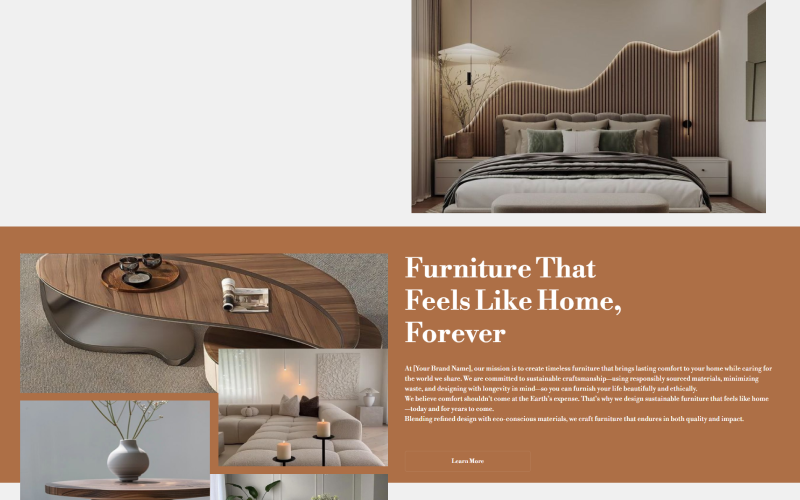 Furniture That
Feels Like Home,
Forever
At [Your Brand Name], our mission is to create timeless furniture that brings lasting comfort to your home while caring for
the world we share. We are committed to sustainable craftsmanship—using responsibly sourced materials, minimizing
waste, and designing with longevity in mind—so you can furnish your life beautifully and ethically.
We believe comfort shouldn't come at the Earth's expense. That's why we design sustainable furniture that feels like home
—today and for years to come.
Blending refined design with eco-conscious materials, we craft furniture that endures in both quality and impact.
Learn More